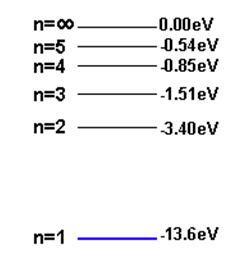 n=∞ 0.00eV
n=5 -0.54eV
n=4 -0.85eV
n=3 -1.51eV
n=2 -3.40eV
n=1 -13.6eV